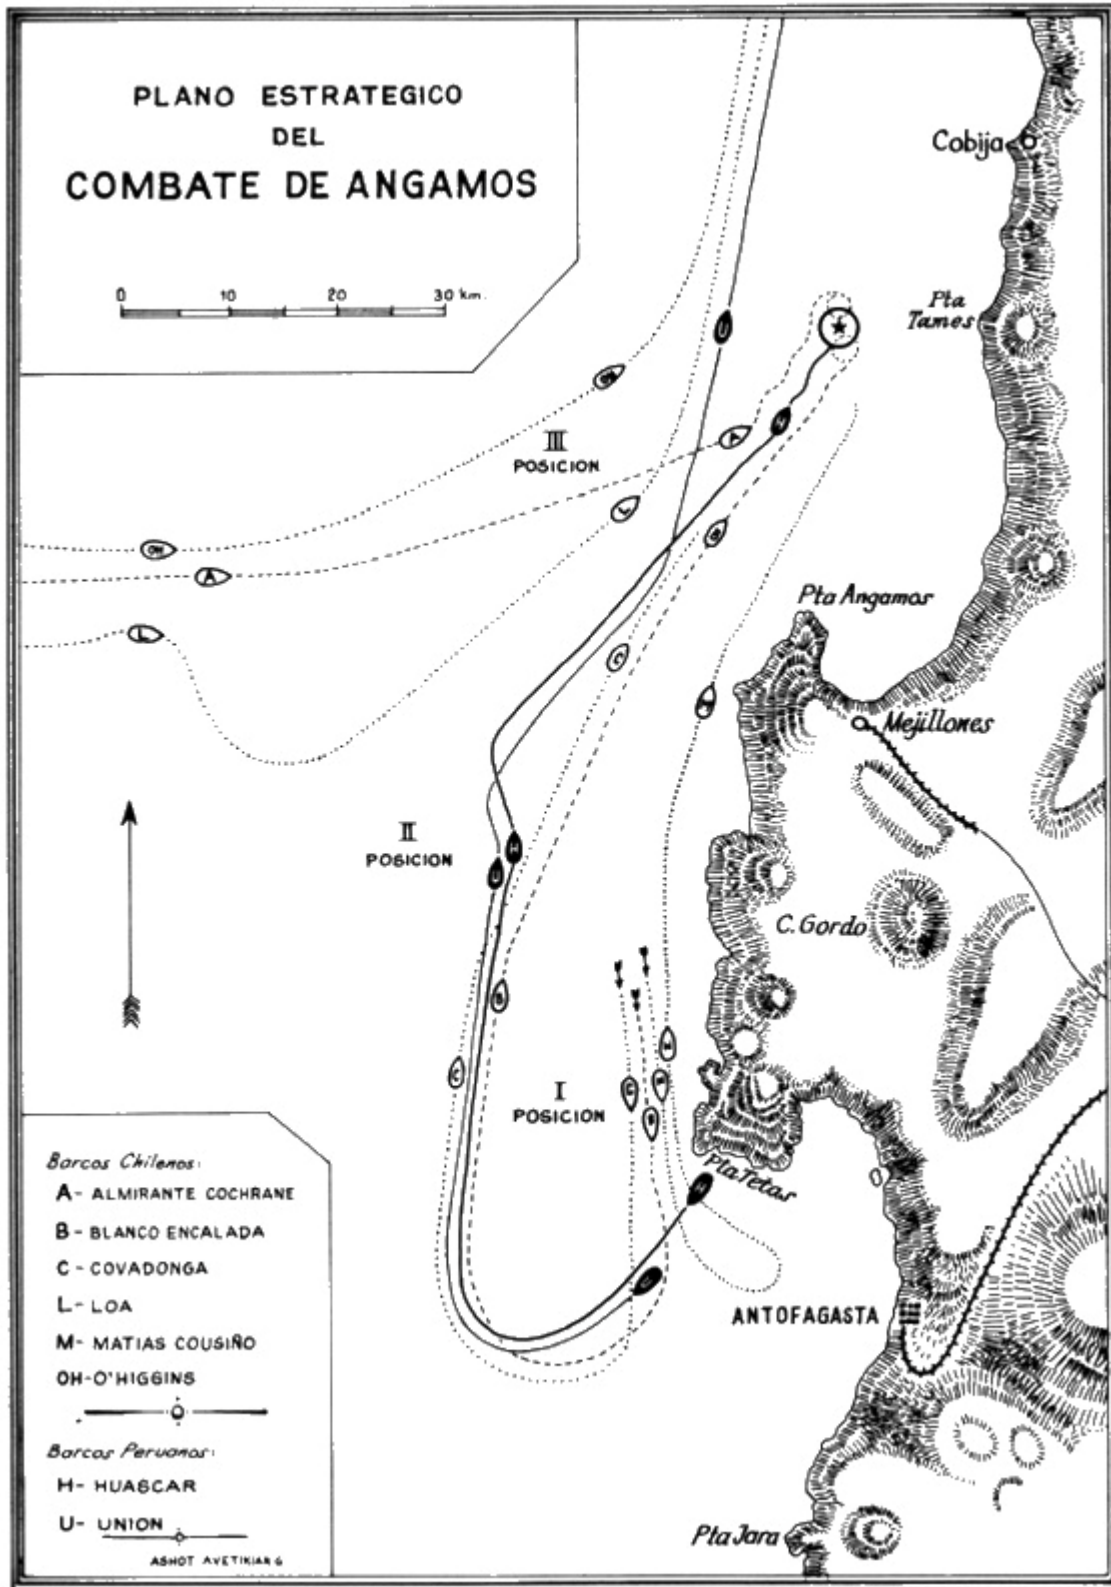 PLANO ESTRATEGICO
DEL
COMBATE DE ANGAMOS
0 10 20 30 km.
Cobija
Pta
Tames
U
OH
H
A
III
POSICION
L
B
OH
A
L
Pta Angamos
C
M
Mejillones
II
POSICION
H
U
C. Gordo
B
C
I
POSICION
C
B
M
M
Pta Tetas
H
U
ANTOFAGASTA
Barcos Chilenos:
A- ALMIRANTE COCHRANE
B- BLANCO ENCALADA
C- COVADONGA
L- LOA
M- MATIAS COUSIÑO
OH-O'HIGGINS
Barcos Peruanos:
H- HUASCAR
U- UNION
ASHOT AVETIKIAN G
Pta Jara